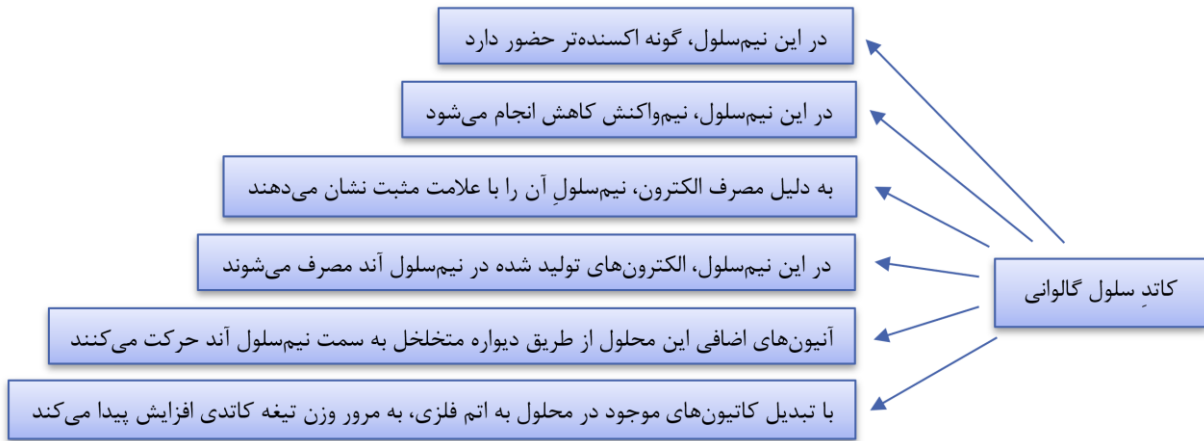 در این نیم‌سلول، گونه اکسنده‌تر حضور دارد
در این نیم‌سلول، نیم‌واکنش کاهش انجام می‌شود
به دلیل مصرف الکترون، نیم‌سلولِ آن را با علامت مثبت نشان می‌دهند
در این نیم‌سلول، الکترون‌های تولید شده در نیم‌سلول آند مصرف می‌شوند
کاتدِ سلول گالوانی
آنیون‌های اضافی این محلول از طریق دیواره متخلخل به سمت نیم‌سلول آند حرکت می‌کنند
با تبدیل کاتیون‌های موجود در محلول به اتم فلزی، به مرور وزن تیغه کاتدی افزایش پیدا می‌کند